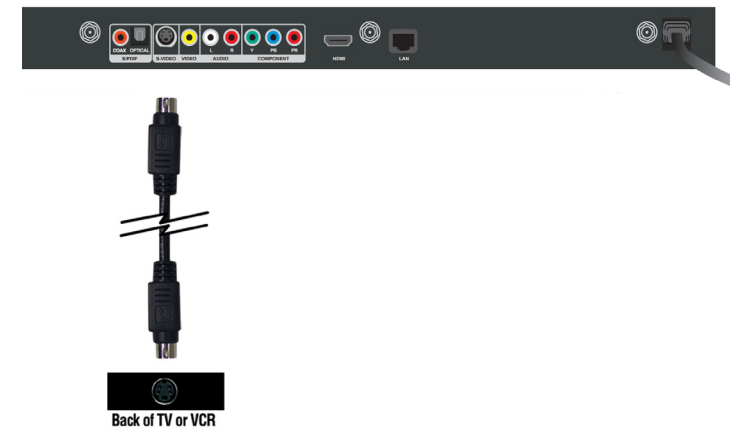 COAX OPTICAL L R Y PB PR
S/PDIF S-VIDEO VIDEO AUDIO COMPONENT HDMI LAN
Back of TV or VCR